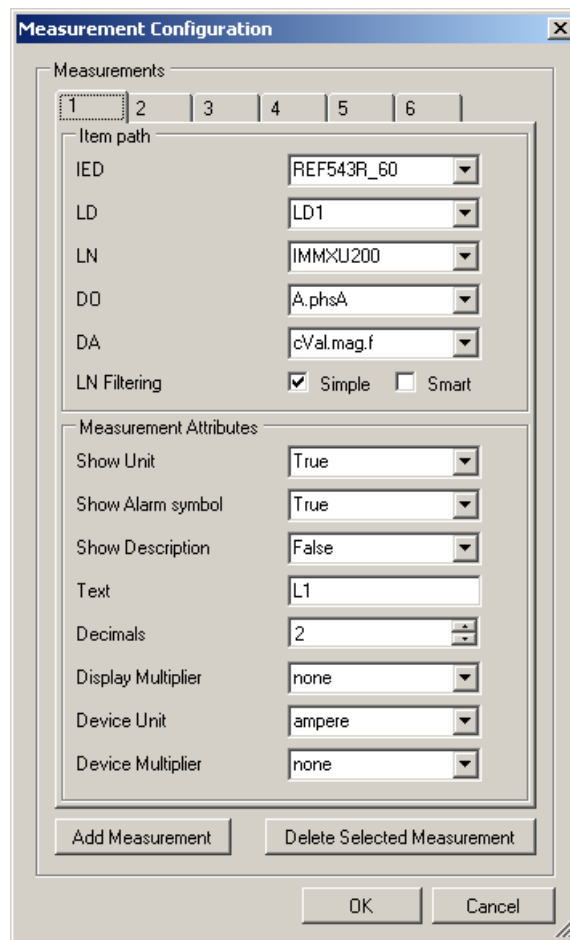 Measurement Configuration
Measurements
1 2 3 4 5 6
Item path
IED REF543R_60
LD LD1
LN IMMXU200
DO A.phsA
DA cVal.mag.f
LN Filtering Simple Smart
Measurement Attributes
Show Unit True
Show Alarm symbol True
Show Description False
Text L1
Decimals 2
Display Multiplier none
Device Unit ampere
Device Multiplier none
Add Measurement Delete Selected Measurement
OK Cancel